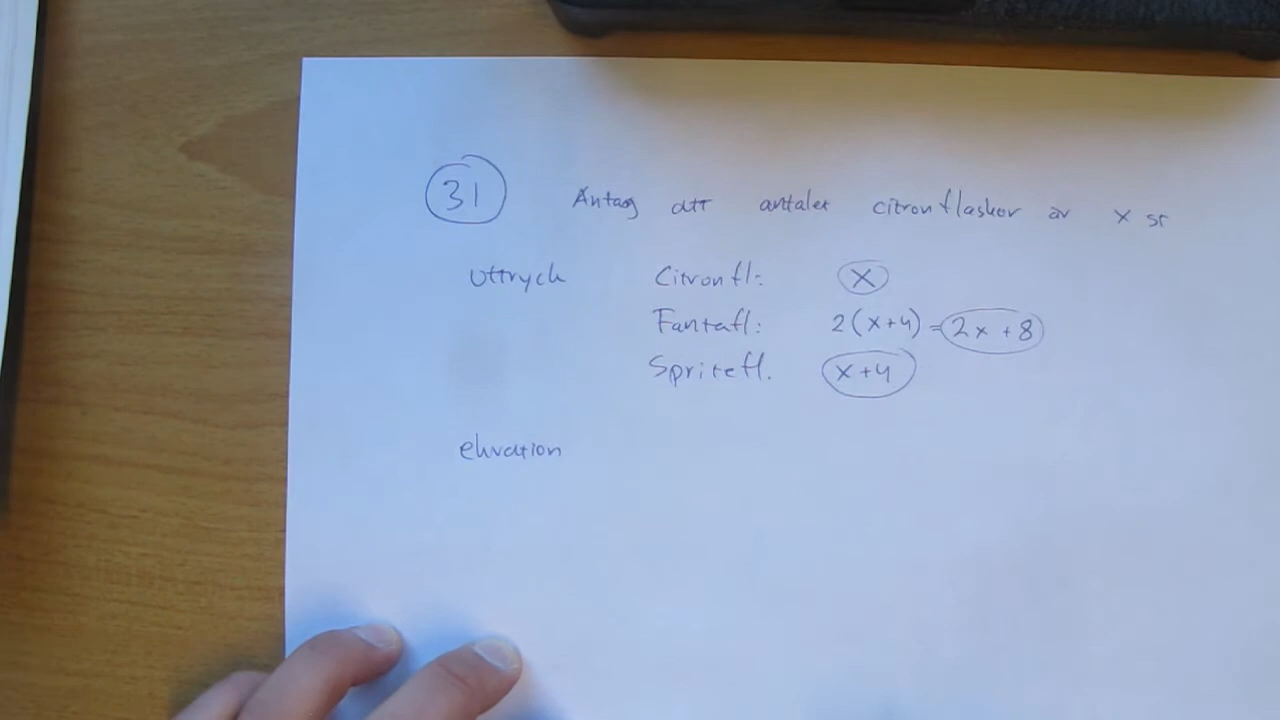 31 Antag att antalet citronflaskor är x st
Uttryck Citronfl: x
Fantafl: 2(x+4) = 2x+8
Spritefl. x+4
ekvation